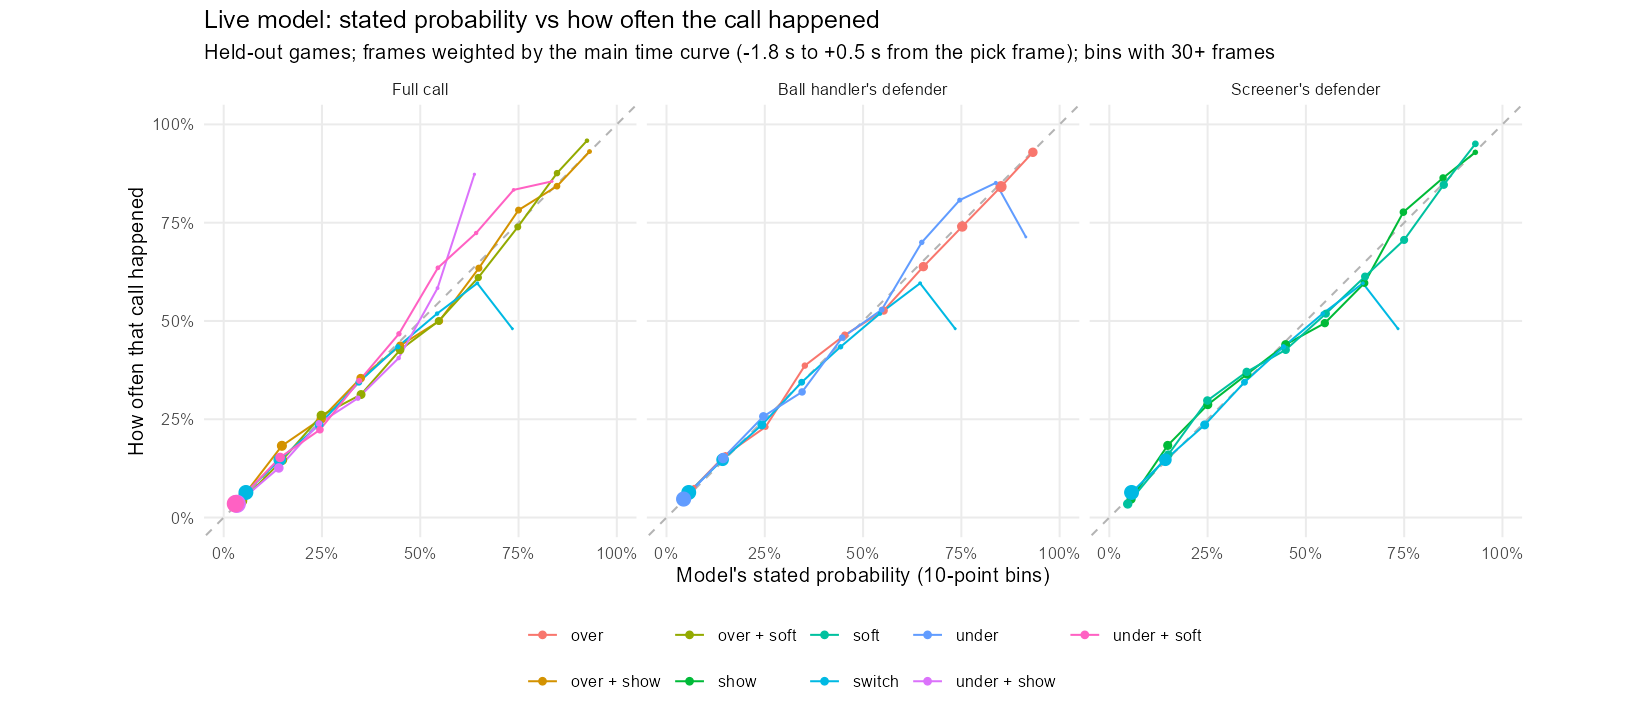 Live model: stated probability vs how often the call happened
Held-out games; frames weighted by the main time curve (-1.8 s to +0.5 s from the pick frame); bins with 30+ frames
Full call
Ball handler's defender
Screener's defender
How often that call happened
100%
75%
50%
25%
0%
0% 25% 50% 75% 100%
0% 25% 50% 75% 100%
0% 25% 50% 75% 100%
Model's stated probability (10-point bins)
over over + soft soft under under + soft
over + show show switch under + show